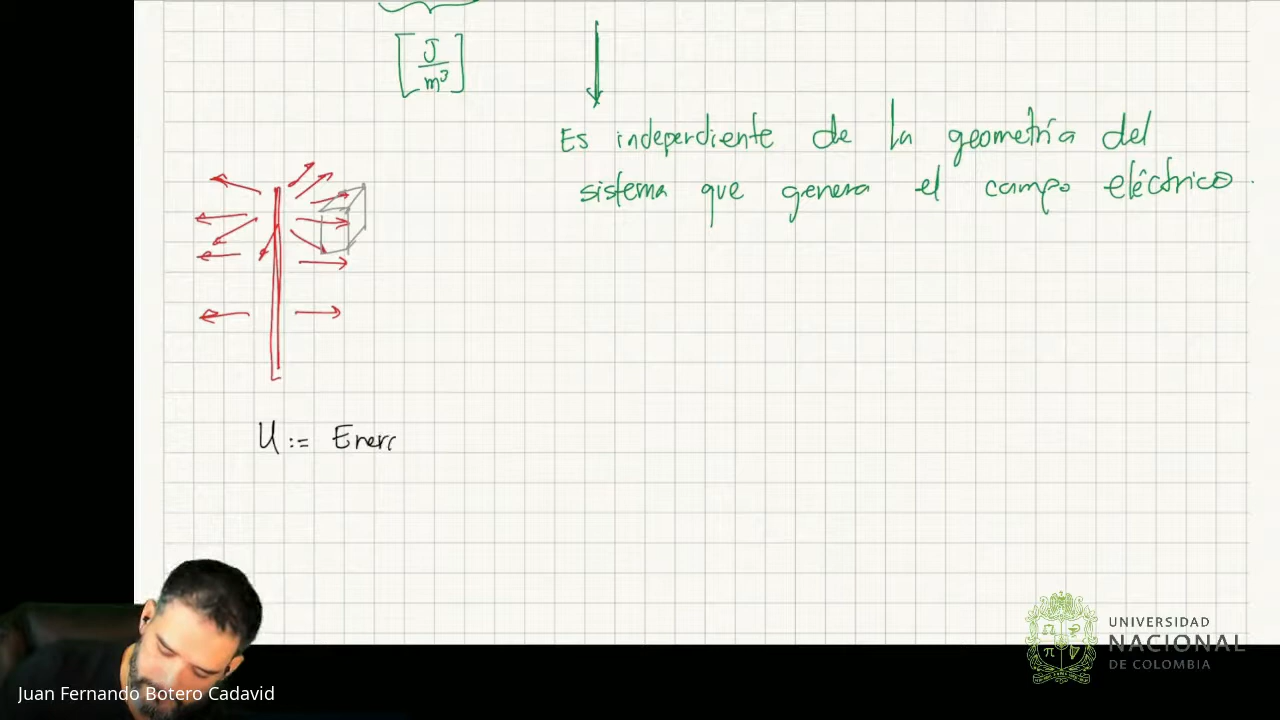 [J/m³]
Es independiente de la geometría del
sistema que genera el campo eléctrico.
U := Energ
Juan Fernando Botero Cadavid
UNIVERSIDAD
NACIONAL
DE COLOMBIA